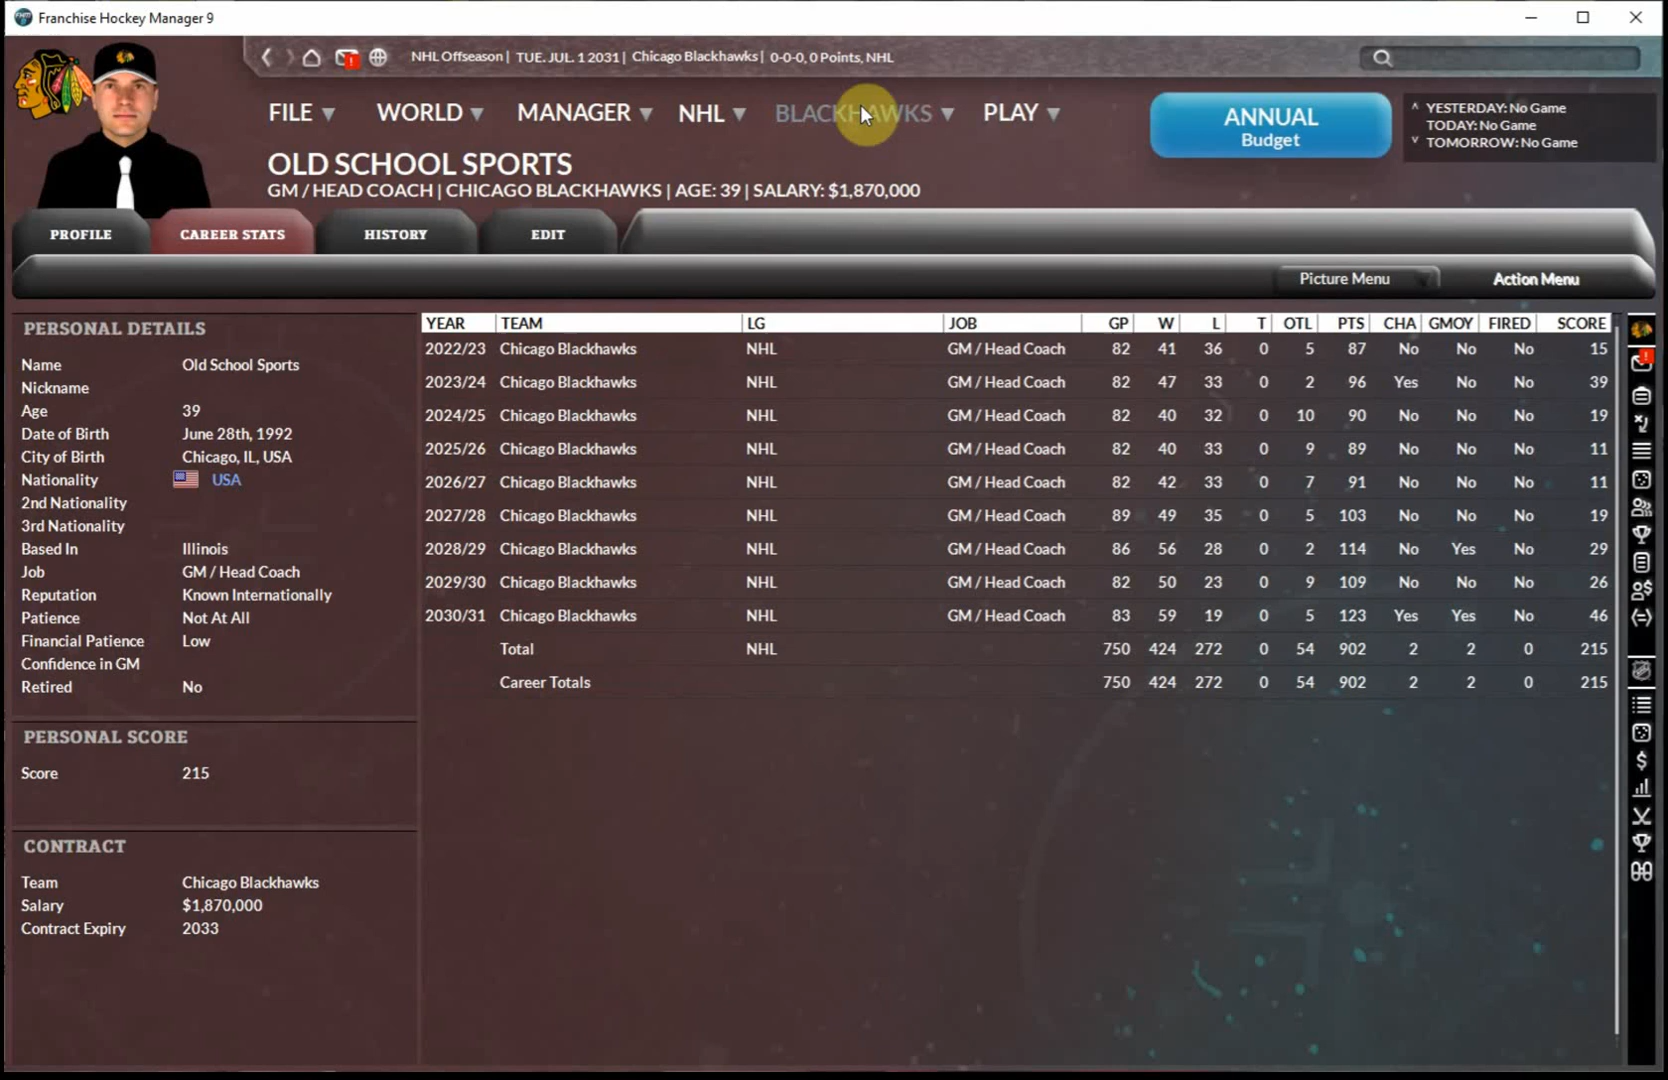 Franchise Hockey Manager 9
NHL Offseason | TUE. JUL. 1 2031 | Chicago Blackhawks | 0-0-0, 0 Points, NHL
FILE WORLD MANAGER NHL BLACKHAWKS PLAY
ANNUAL
Budget
^ YESTERDAY: No Game
TODAY: No Game
v TOMORROW: No Game
OLD SCHOOL SPORTS
GM / HEAD COACH | CHICAGO BLACKHAWKS | AGE: 39 | SALARY: $1,870,000
PROFILE CAREER STATS HISTORY EDIT
Picture Menu Action Menu
PERSONAL DETAILS
Name Old School Sports
Nickname
Age 39
Date of Birth June 28th, 1992
City of Birth Chicago, IL, USA
Nationality USA
2nd Nationality
3rd Nationality
Based In Illinois
Job GM / Head Coach
Reputation Known Internationally
Patience Not At All
Financial Patience Low
Confidence in GM
Retired No
PERSONAL SCORE
Score 215
CONTRACT
Team Chicago Blackhawks
Salary $1,870,000
Contract Expiry 2033
YEAR TEAM LG JOB GP W L T OTL PTS CHA GMOY FIRED SCORE
2022/23 Chicago Blackhawks NHL GM / Head Coach 82 41 36 0 5 87 No No No 15
2023/24 Chicago Blackhawks NHL GM / Head Coach 82 47 33 0 2 96 Yes No No 39
2024/25 Chicago Blackhawks NHL GM / Head Coach 82 40 32 0 10 90 No No No 19
2025/26 Chicago Blackhawks NHL GM / Head Coach 82 40 33 0 9 89 No No No 11
2026/27 Chicago Blackhawks NHL GM / Head Coach 82 42 33 0 7 91 No No No 11
2027/28 Chicago Blackhawks NHL GM / Head Coach 89 49 35 0 5 103 No No No 19
2028/29 Chicago Blackhawks NHL GM / Head Coach 86 56 28 0 2 114 No Yes No 29
2029/30 Chicago Blackhawks NHL GM / Head Coach 82 50 23 0 9 109 No No No 26
2030/31 Chicago Blackhawks NHL GM / Head Coach 83 59 19 0 5 123 Yes Yes No 46
Total NHL 750 424 272 0 54 902 2 2 0 215
Career Totals 750 424 272 0 54 902 2 2 0 215